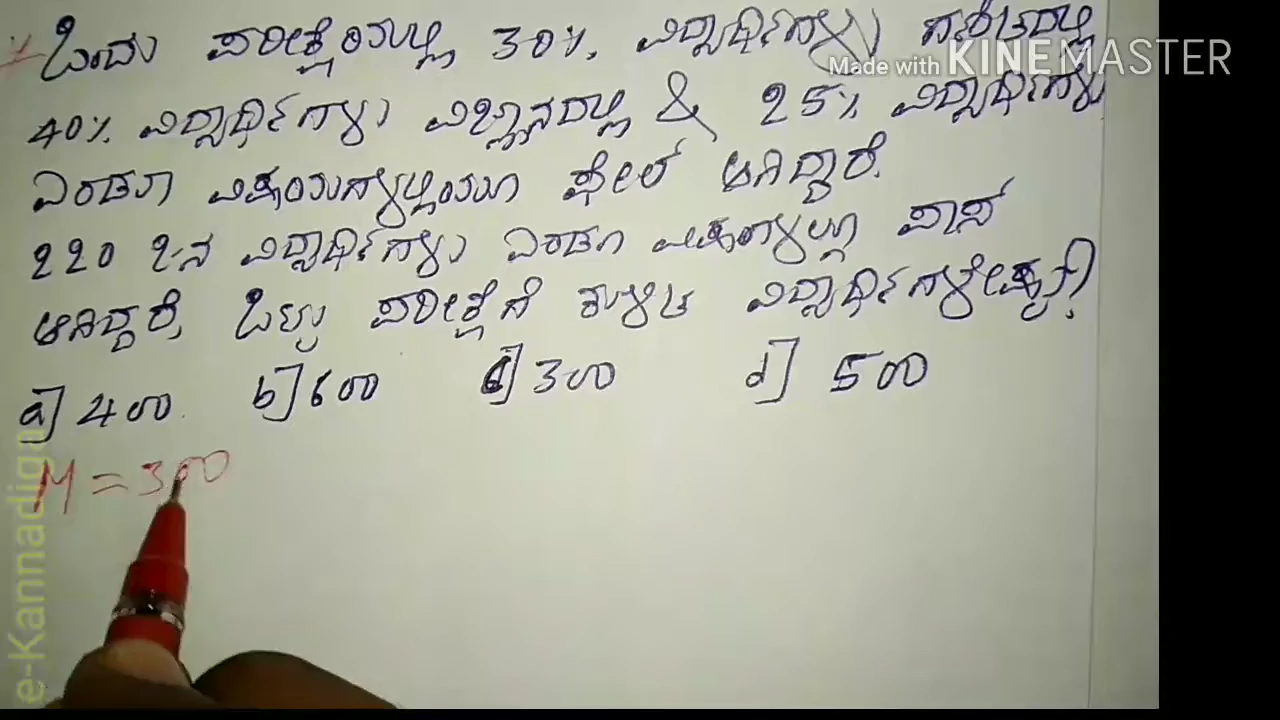 ಒಂದು ಪರೀಕ್ಷೆಯಲ್ಲಿ 30%. ವಿದ್ಯಾರ್ಥಿಗಳು ಗಣಿತದಲ್ಲಿ
Made with KINEMASTER
40%. ವಿದ್ಯಾರ್ಥಿಗಳು ವಿಜ್ಞಾನದಲ್ಲಿ & 25% ವಿದ್ಯಾರ್ಥಿಗಳು
ಎರಡೂ ವಿಷಯಗಳಲ್ಲಿಯೂ ಫೇಲ್ ಆಗಿದ್ದಾರೆ.
220 ಜನ ವಿದ್ಯಾರ್ಥಿಗಳು ಎರಡೂ ವಿಷಯಗಳಲ್ಲಿ ಪಾಸ್
ಆಗಿದ್ದರೆ, ಒಟ್ಟು ಪರೀಕ್ಷೆಗೆ ಕುಳಿತ ವಿದ್ಯಾರ್ಥಿಗಳೆಷ್ಟು?
a] 400 b] 600 c] 300 d] 500
M = 300
e-Kannadiga